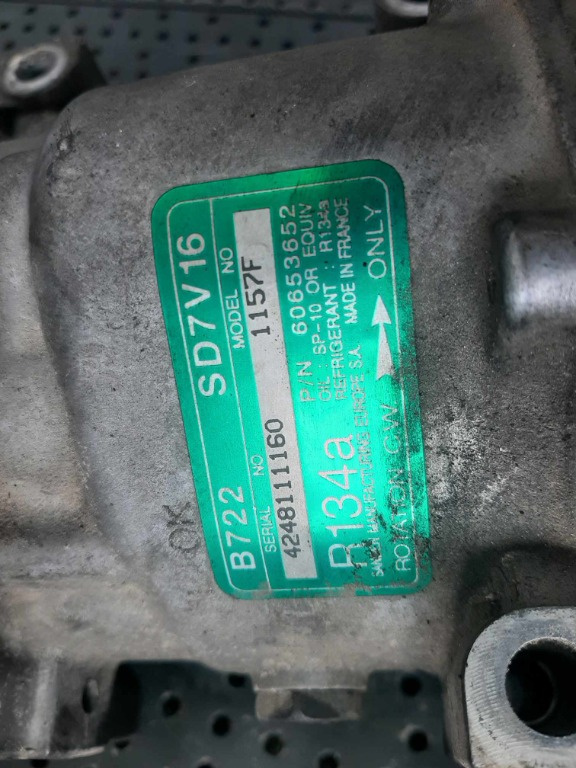 B722 SD7V16
SERIAL NO MODEL NO
4248111160 1157F
R134a
P/N 60653652
OIL : SP-10 OR EQUIV
REFRIGERANT : R134a
SANDEN MANUFACTURING EUROPE S.A. MADE IN FRANCE
ROTATION CW ONLY
OK